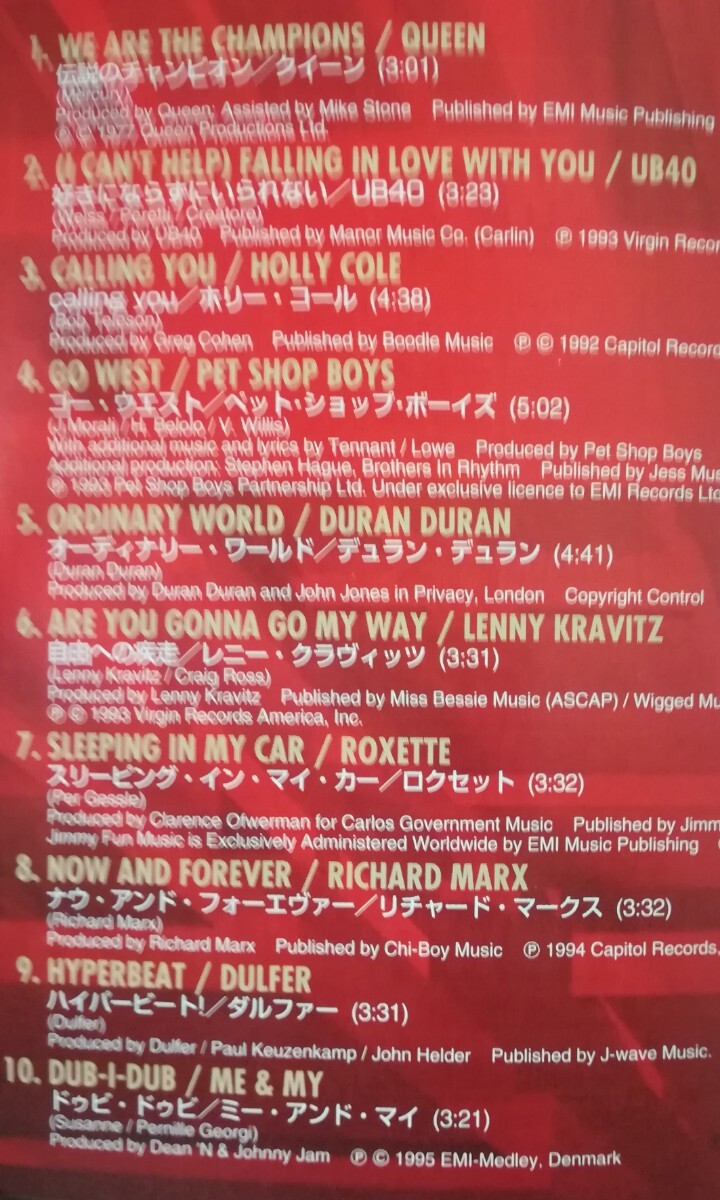 1. WE ARE THE CHAMPIONS / QUEEN
伝説のチャンピオン／クイーン (3:01)
(Mercury)
Produced by Queen: Assisted by Mike Stone Published by EMI Music Publishing
℗ © 1977 Queen Productions Ltd.
2. (I CAN'T HELP) FALLING IN LOVE WITH YOU / UB40
好きにならずにいられない／UB40 (3:23)
(Weiss / Peretti / Creatore)
Produced by UB40 Published by Manor Music Co. (Carlin) ℗ 1993 Virgin Recor
3. CALLING YOU / HOLLY COLE
calling you／ホリー・コール (4:38)
(Bob Teleson)
Produced by Greg Cohen Published by Boodle Music ℗ © 1992 Capitol Record
4. GO WEST / PET SHOP BOYS
ゴー・ウエスト／ペット・ショップ・ボーイズ (5:02)
(J.Morali / H. Belolo / V. Willis)
With additional music and lyrics by Tennant / Lowe Produced by Pet Shop Boys
Additional production: Stephen Hague, Brothers In Rhythm Published by Jess Mus
℗ 1993 Pet Shop Boys Partnership Ltd. Under exclusive licence to EMI Records Ltd
5. ORDINARY WORLD / DURAN DURAN
オーディナリー・ワールド／デュラン・デュラン (4:41)
(Duran Duran)
Produced by Duran Duran and John Jones in Privacy, London Copyright Control
6. ARE YOU GONNA GO MY WAY / LENNY KRAVITZ
自由への疾走／レニー・クラヴィッツ (3:31)
(Lenny Kravitz / Craig Ross)
Produced by Lenny Kravitz Published by Miss Bessie Music (ASCAP) / Wigged Mu
℗ © 1993 Virgin Records America, Inc.
7. SLEEPING IN MY CAR / ROXETTE
スリーピング・イン・マイ・カー／ロクセット (3:32)
(Per Gessle)
Produced by Clarence Ofwerman for Carlos Government Music Published by Jimm
Jimmy Fun Music is Exclusively Administered Worldwide by EMI Music Publishing
8. NOW AND FOREVER / RICHARD MARX
ナウ・アンド・フォーエヴァー／リチャード・マークス (3:32)
(Richard Marx)
Produced by Richard Marx Published by Chi-Boy Music ℗ 1994 Capitol Records,
9. HYPERBEAT / DULFER
ハイパービート!／ダルファー (3:31)
(Dulfer)
Produced by Dulfer / Paul Keuzenkamp / John Helder Published by J-wave Music.
10. DUB-I-DUB / ME & MY
ドゥビ・ドゥビ／ミー・アンド・マイ (3:21)
(Susanne / Pernille Georgi)
Produced by Dean 'N & Johnny Jam ℗ © 1995 EMI-Medley, Denmark